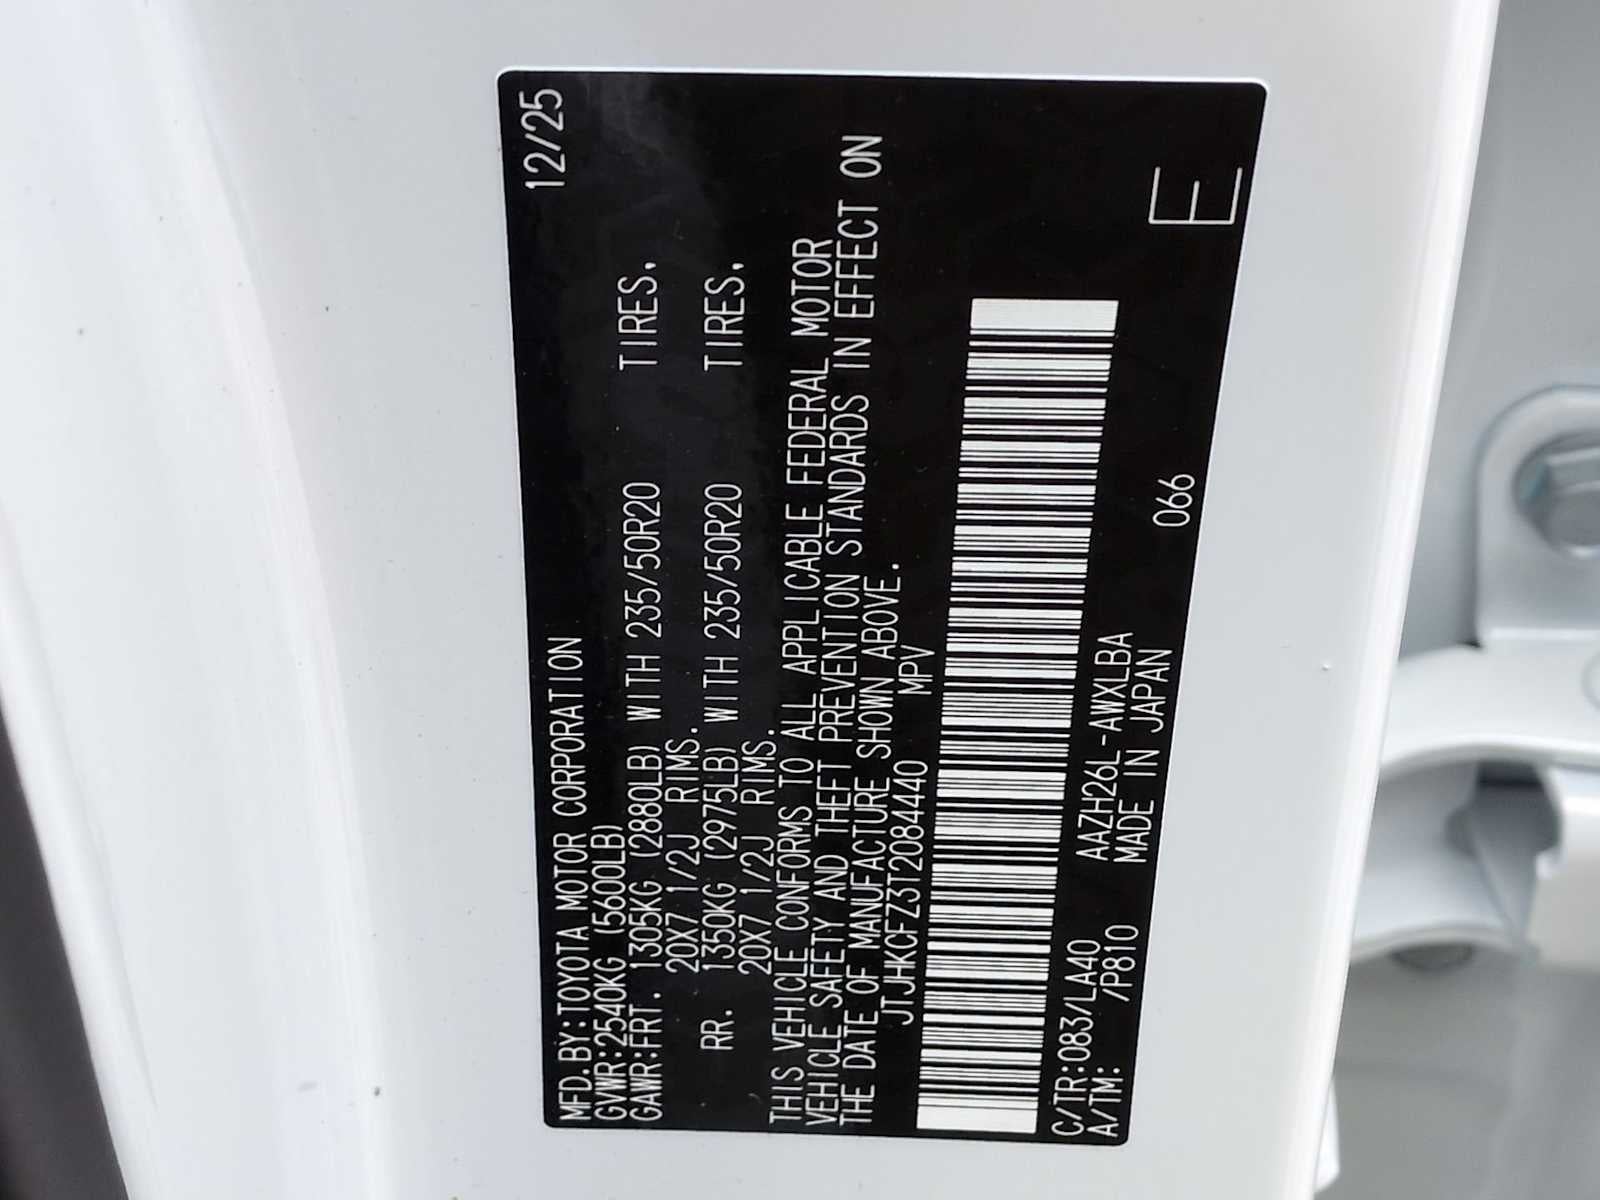 MFD.BY:TOYOTA MOTOR CORPORATION 12/25
GVWR:2540KG (5600LB)
GAWR:FRT. 1305KG (2880LB) WITH 235/50R20 TIRES.
20X7 1/2J RIMS.
RR. 1350KG (2975LB) WITH 235/50R20 TIRES.
20X7 1/2J RIMS.
THIS VEHICLE CONFORMS TO ALL APPLICABLE FEDERAL MOTOR
VEHICLE SAFETY AND THEFT PREVENTION STANDARDS IN EFFECT ON
THE DATE OF MANUFACTURE SHOWN ABOVE.
JTJHKCFZ3T2084440 MPV
C/TR:083/LA40 AAZH26L-AWXLBA 066
A/TM: /P810 MADE IN JAPAN E